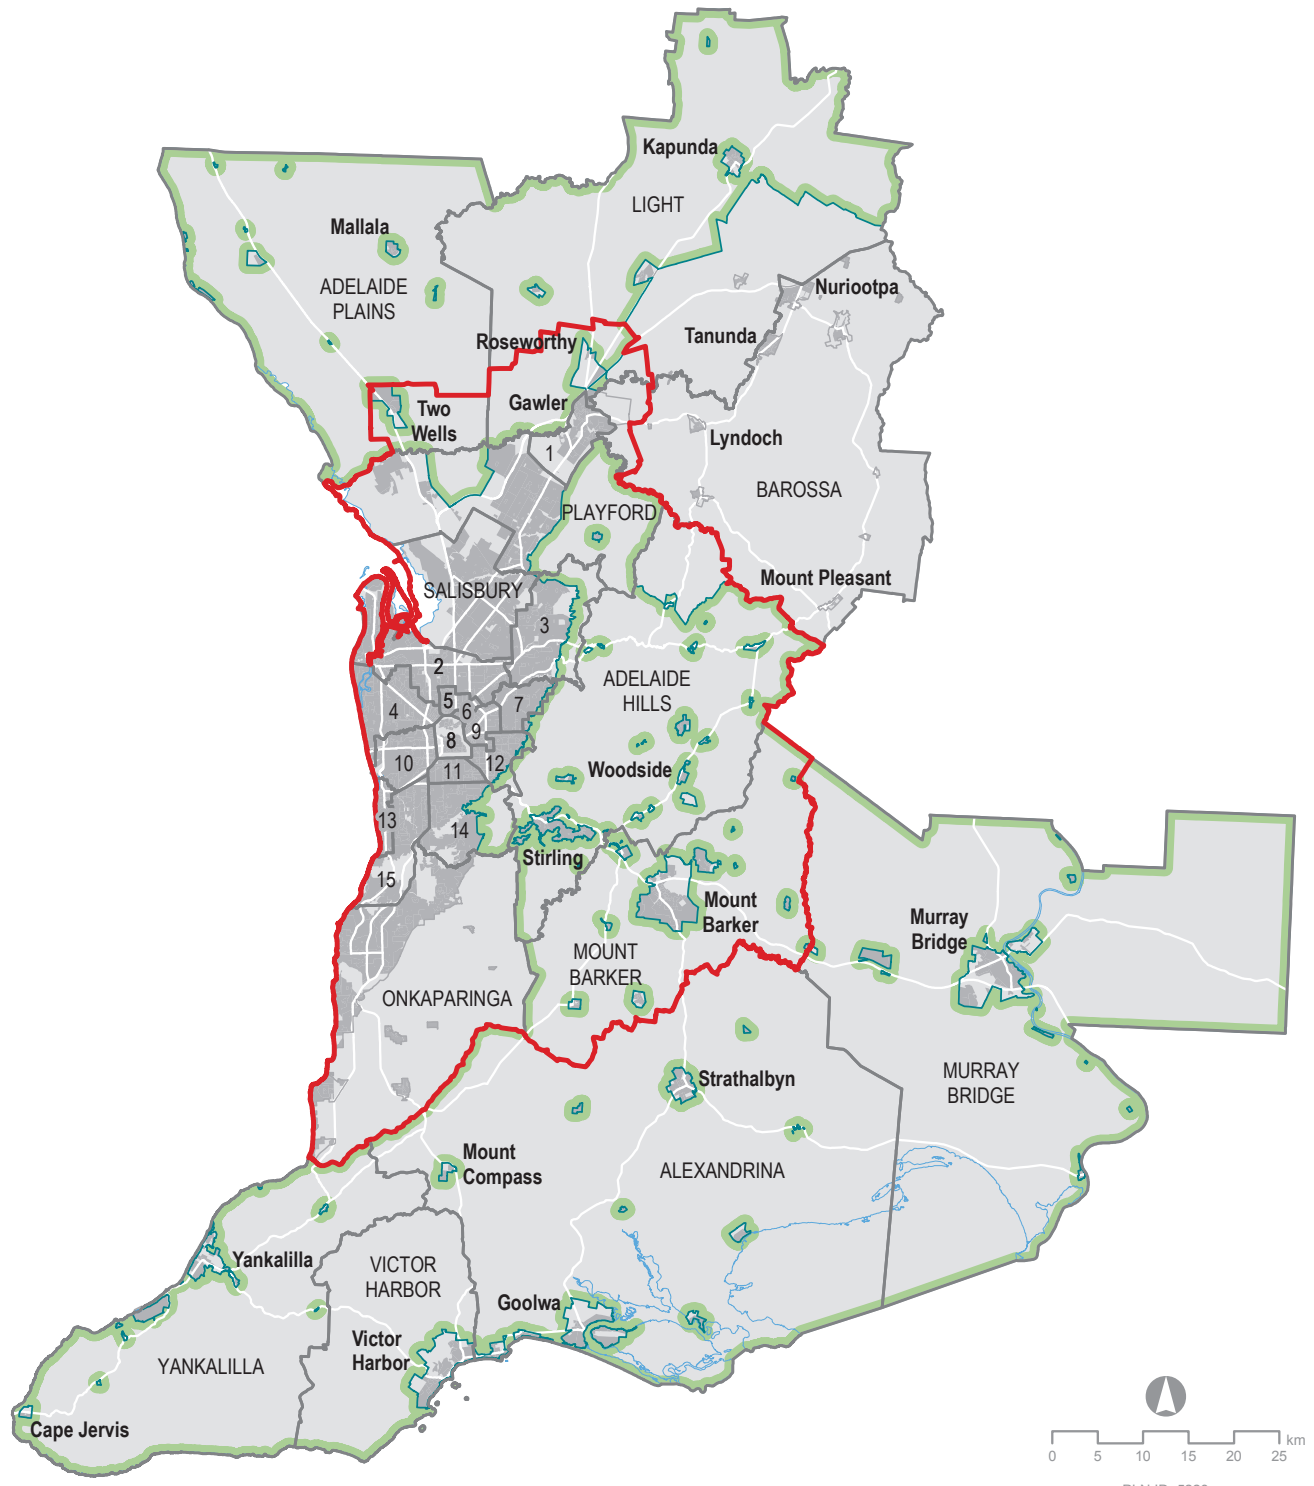 Kapunda
LIGHT
Mallala
ADELAIDE
PLAINS
Nuriootpa
Tanunda
Roseworthy
Gawler
Two
Wells
Lyndoch
1
BAROSSA
PLAYFORD
Mount Pleasant
SALISBURY
3
2
ADELAIDE
HILLS
5
6
7
4
9
8
10
11
12
Woodside
13
14
Stirling
15
Mount
Barker
Murray
Bridge
MOUNT
BARKER
ONKAPARINGA
Strathalbyn
MURRAY
BRIDGE
Mount
Compass
ALEXANDRINA
Yankalilla
VICTOR
HARBOR
Goolwa
Victor
Harbor
YANKALILLA
Cape Jervis
km
0 5 10 15 20 25